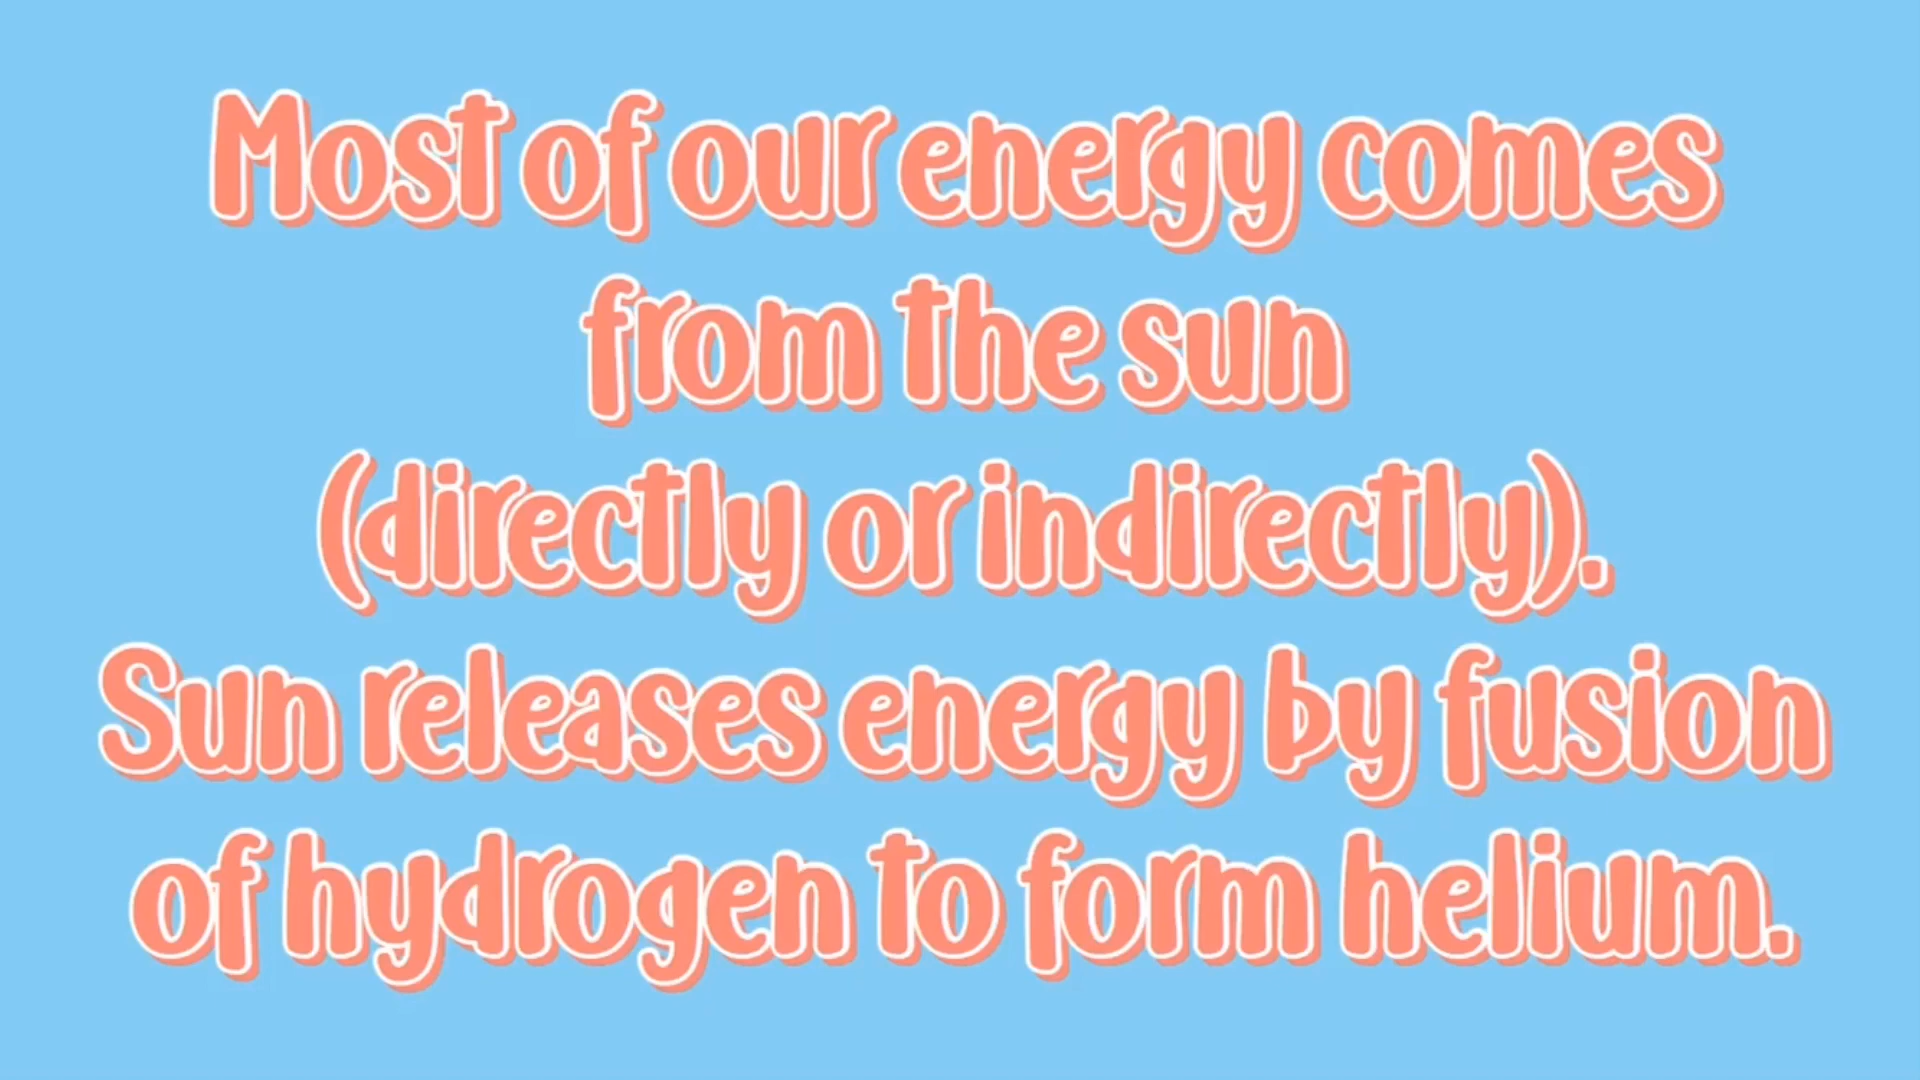 Most of our energy comes
from the sun
(directly or indirectly).
Sun releases energy by fusion
of hydrogen to form helium.